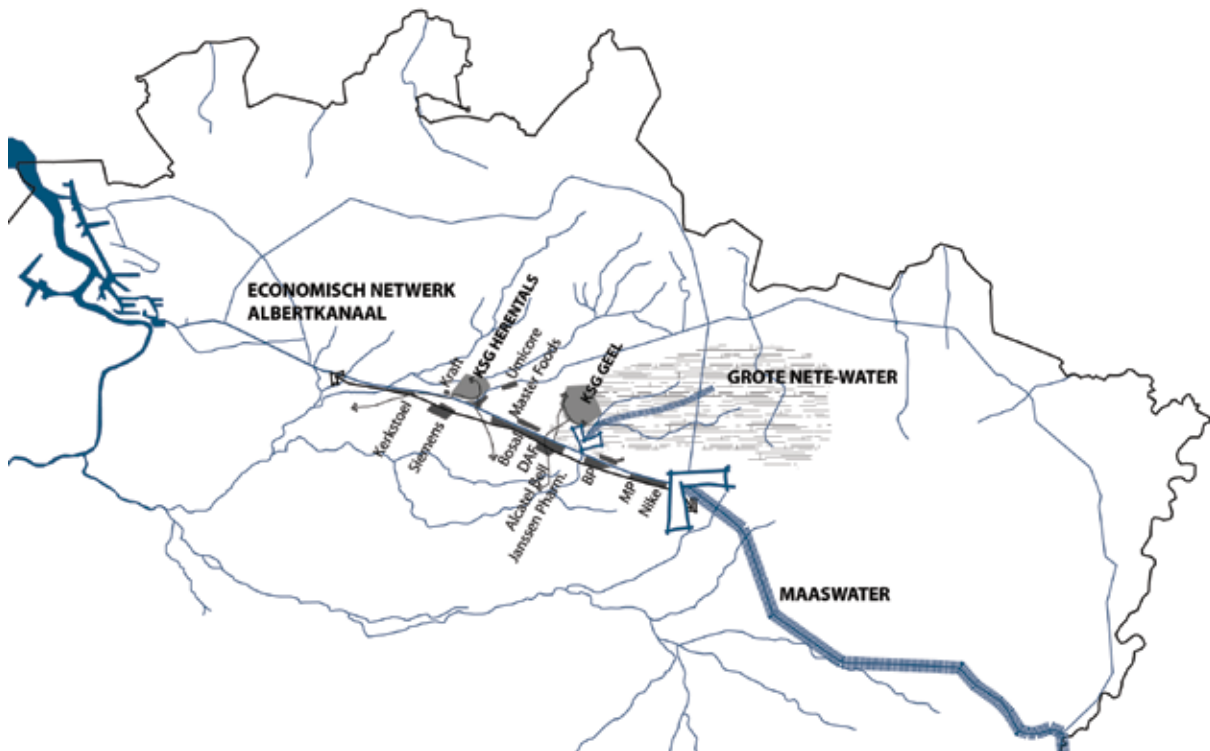 ECONOMISCH NETWERK
ALBERTKANAAL
KSG HERENTALS
Kraft
Umicore
Master Foods
KSG GEEL
GROTE NETE-WATER
Kerkstoel
Siemens
Bosal
DAF
Alcatel Bell
Janssen Pharm.
BP
MP
Nike
MAASWATER